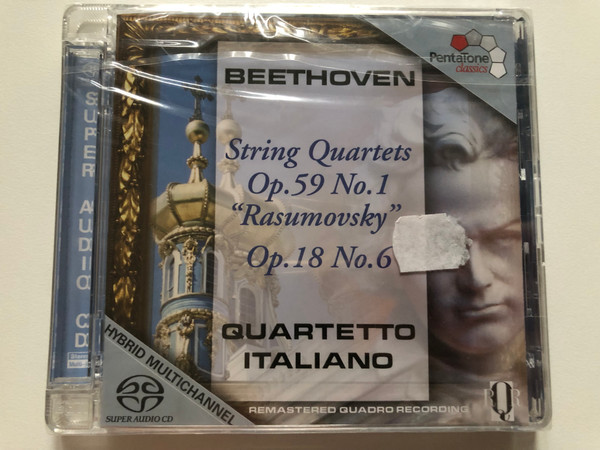 BEETHOVEN
PentaTone
classics
String Quartets
Op.59 No.1
“Rasumovsky”
Op.18 No.6
QUARTETTO
ITALIANO
HYBRID MULTICHANNEL
SUPER AUDIO CD
REMASTERED QUADRO RECORDING
RQR
SUPER AUDIO CD